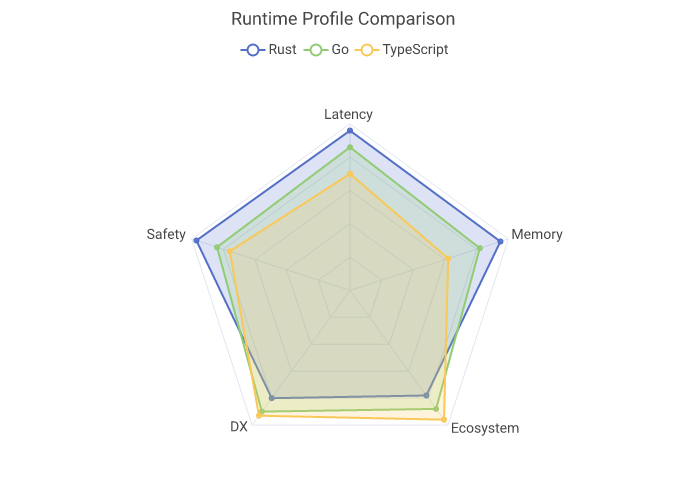 Runtime Profile Comparison
Rust Go TypeScript
Latency
Safety
Memory
DX
Ecosystem